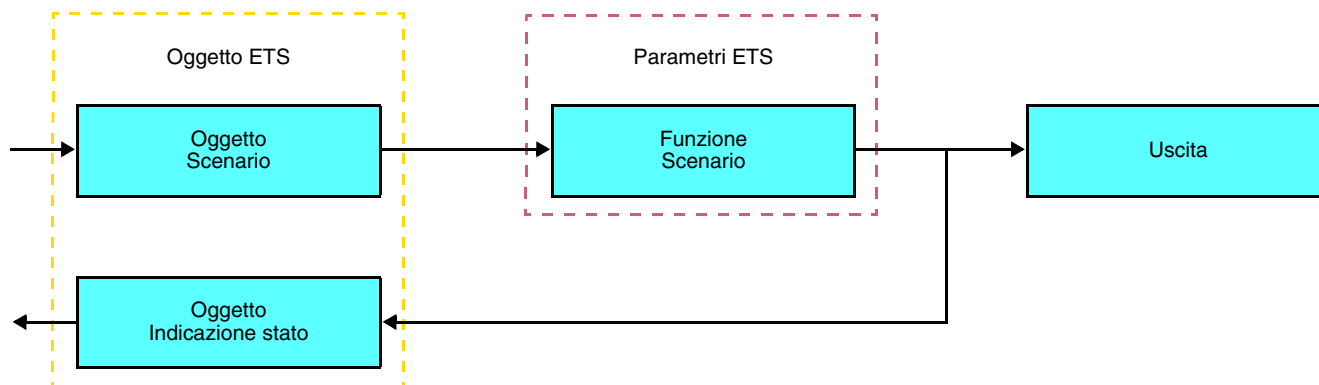 Oggetto ETS
Parametri ETS
Oggetto
Scenario
Funzione
Scenario
Uscita
Oggetto
Indicazione stato